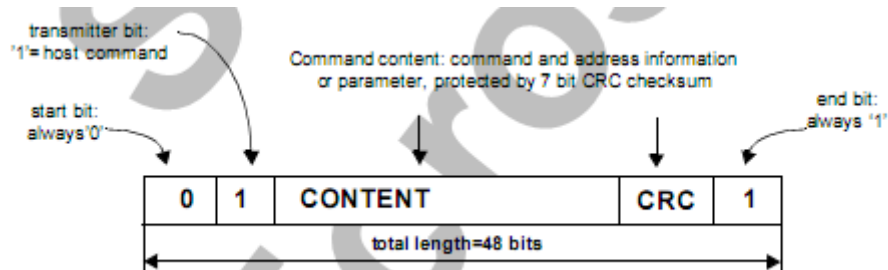 transmitter bit:
'1'= host command
Command content: command and address information
or parameter, protected by 7 bit CRC checksum
start bit:
always'0'
end bit:
always '1'
0 1 CONTENT CRC 1
total length=48 bits